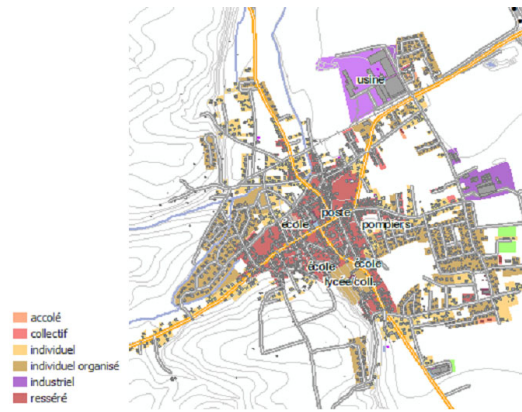 usine
poste
école
pompiers
école
école
lycée/coll.
accolé
collectif
individuel
individuel organisé
industriel
resséré